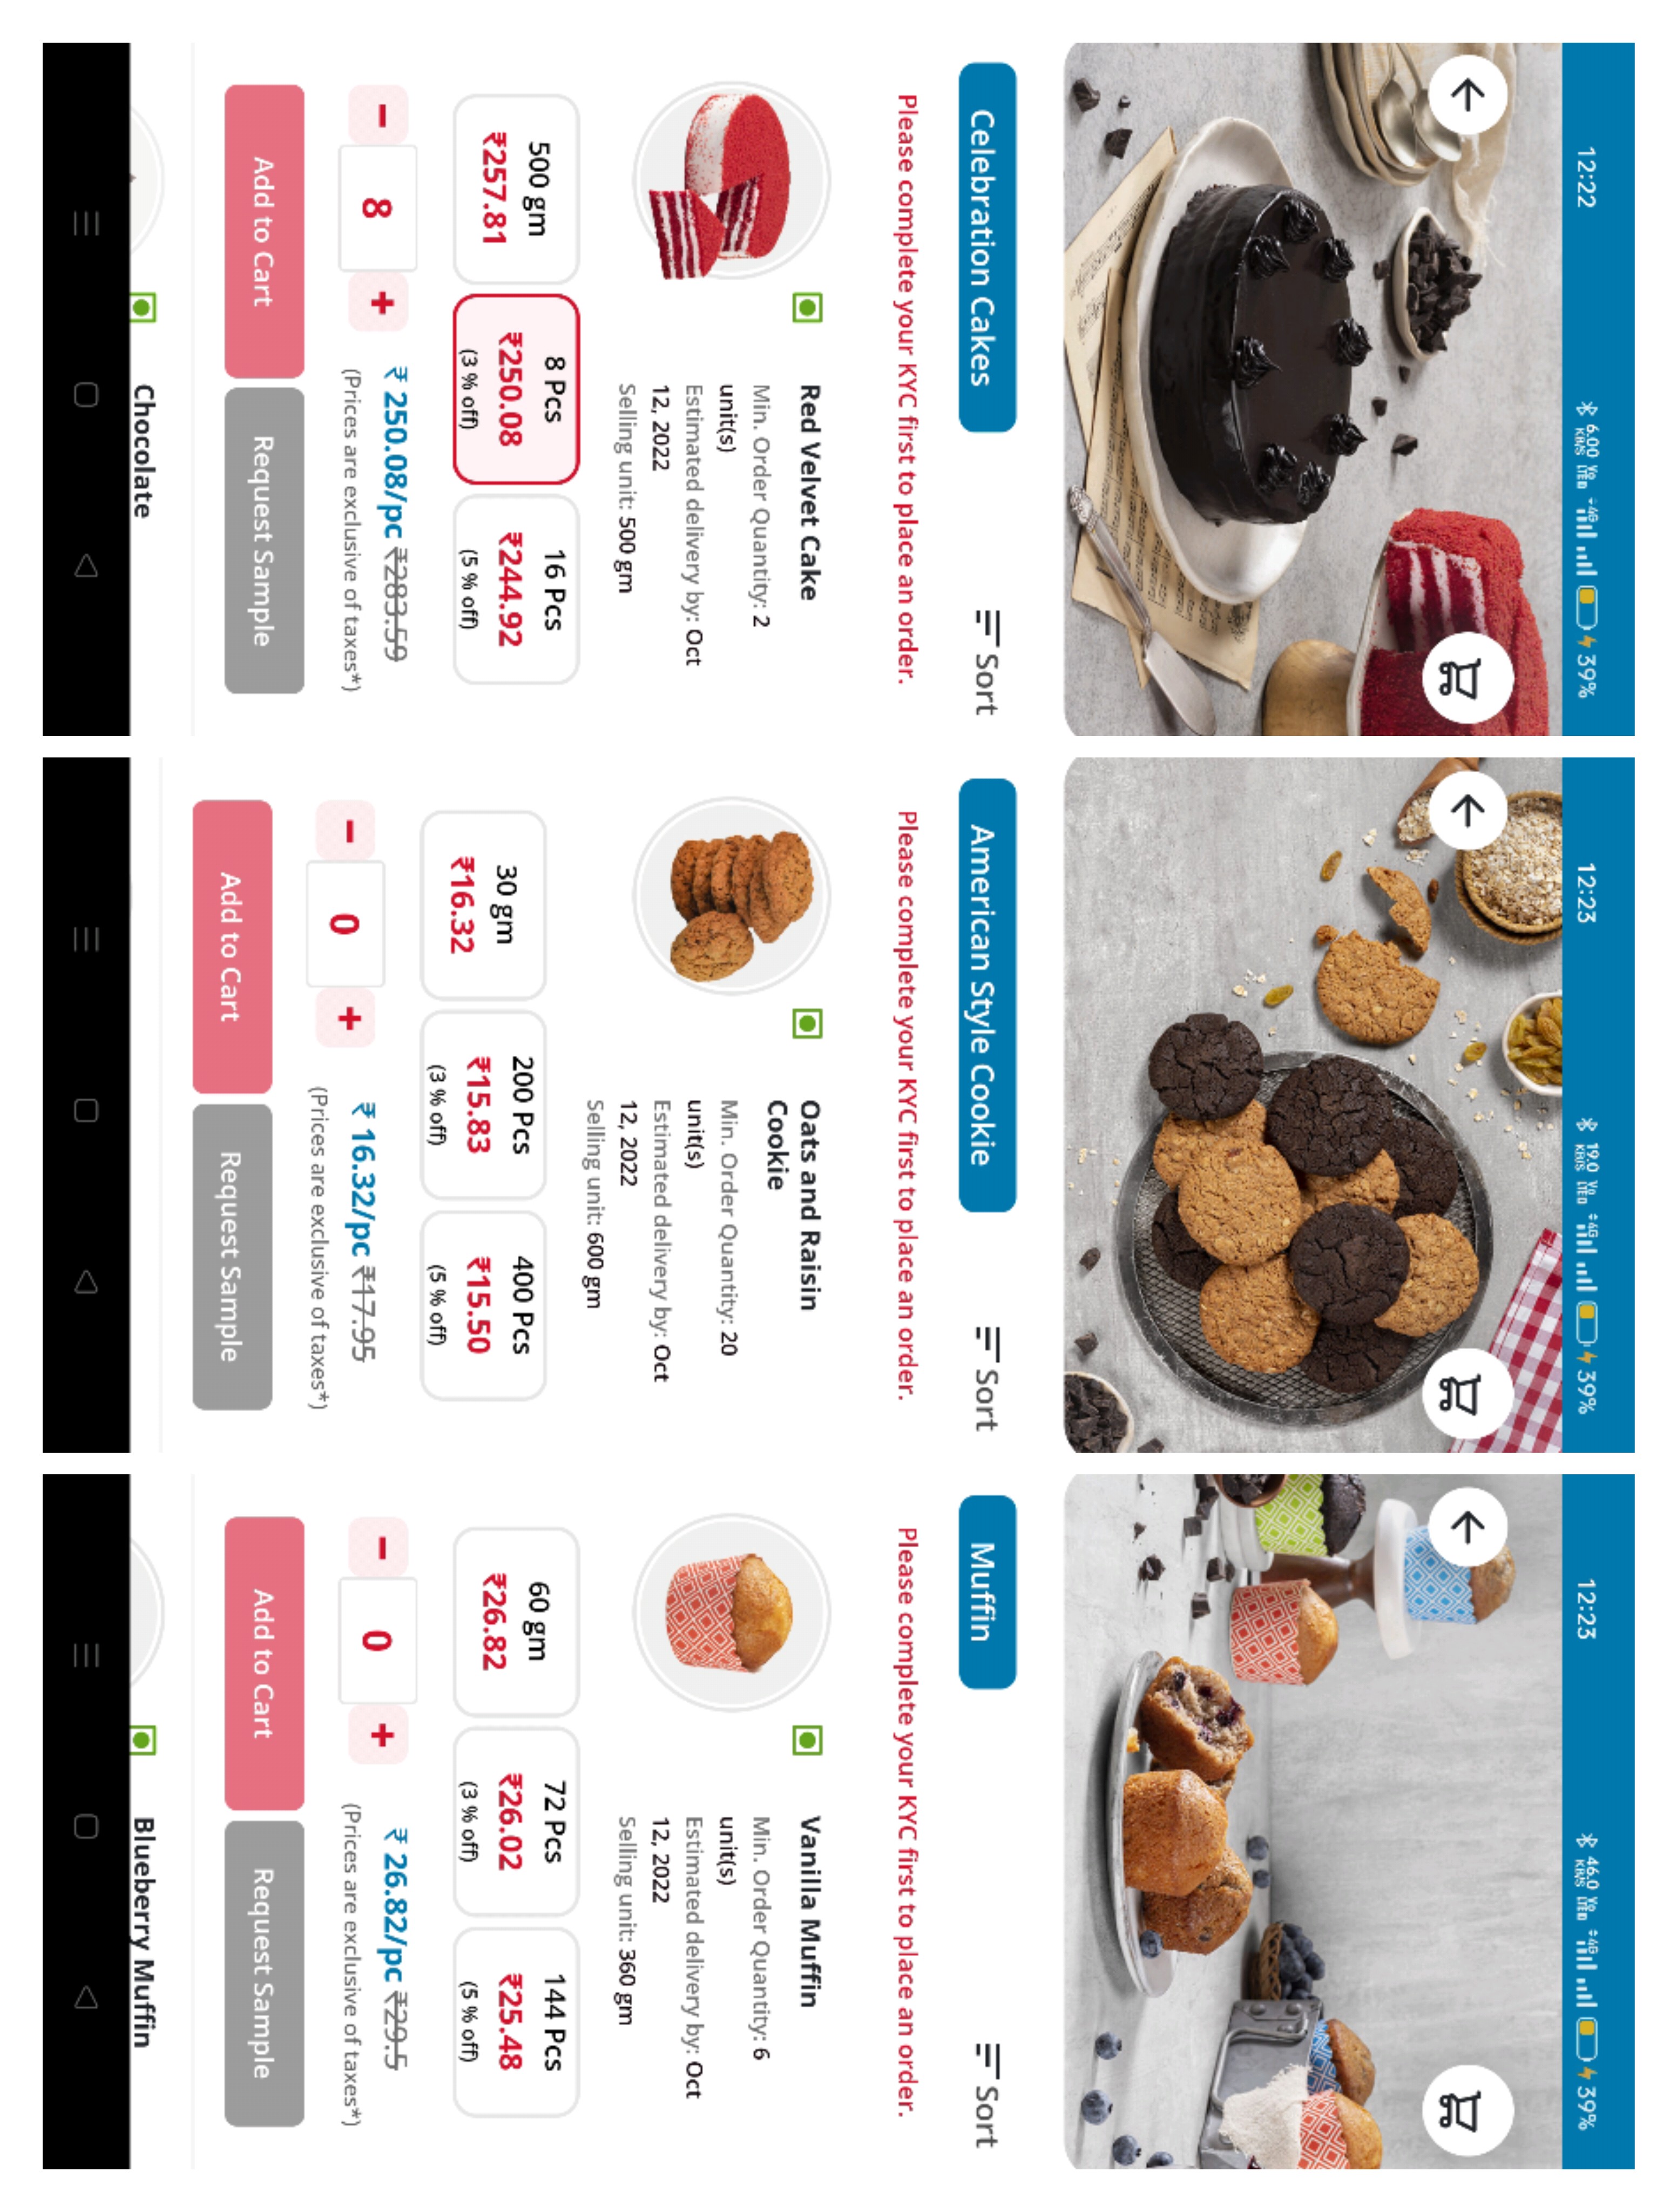 12:22
6.00
KB/S
4G
39%
Celebration Cakes
Sort
Please complete your KYC first to place an order.
Red Velvet Cake
Min. Order Quantity: 2
unit(s)
Estimated delivery by: Oct
12, 2022
Selling unit: 500 gm
500 gm
₹257.81
8 Pcs
₹250.08
(3 % off)
16 Pcs
₹244.92
(5 % off)
− 8 +
₹ 250.08/pc ₹283.59
(Prices are exclusive of taxes*)
Add to Cart
Request Sample
Chocolate
12:23
19.0
KB/S
4G
39%
American Style Cookie
Sort
Please complete your KYC first to place an order.
Oats and Raisin
Cookie
Min. Order Quantity: 20
unit(s)
Estimated delivery by: Oct
12, 2022
Selling unit: 600 gm
30 gm
₹16.32
200 Pcs
₹15.83
(3 % off)
400 Pcs
₹15.50
(5 % off)
− 0 +
₹ 16.32/pc ₹17.95
(Prices are exclusive of taxes*)
Add to Cart
Request Sample
12:23
46.0
KB/S
4G
39%
Muffin
Sort
Please complete your KYC first to place an order.
Vanilla Muffin
Min. Order Quantity: 6
unit(s)
Estimated delivery by: Oct
12, 2022
Selling unit: 360 gm
60 gm
₹26.82
72 Pcs
₹26.02
(3 % off)
144 Pcs
₹25.48
(5 % off)
− 0 +
₹ 26.82/pc ₹29.5
(Prices are exclusive of taxes*)
Add to Cart
Request Sample
Blueberry Muffin